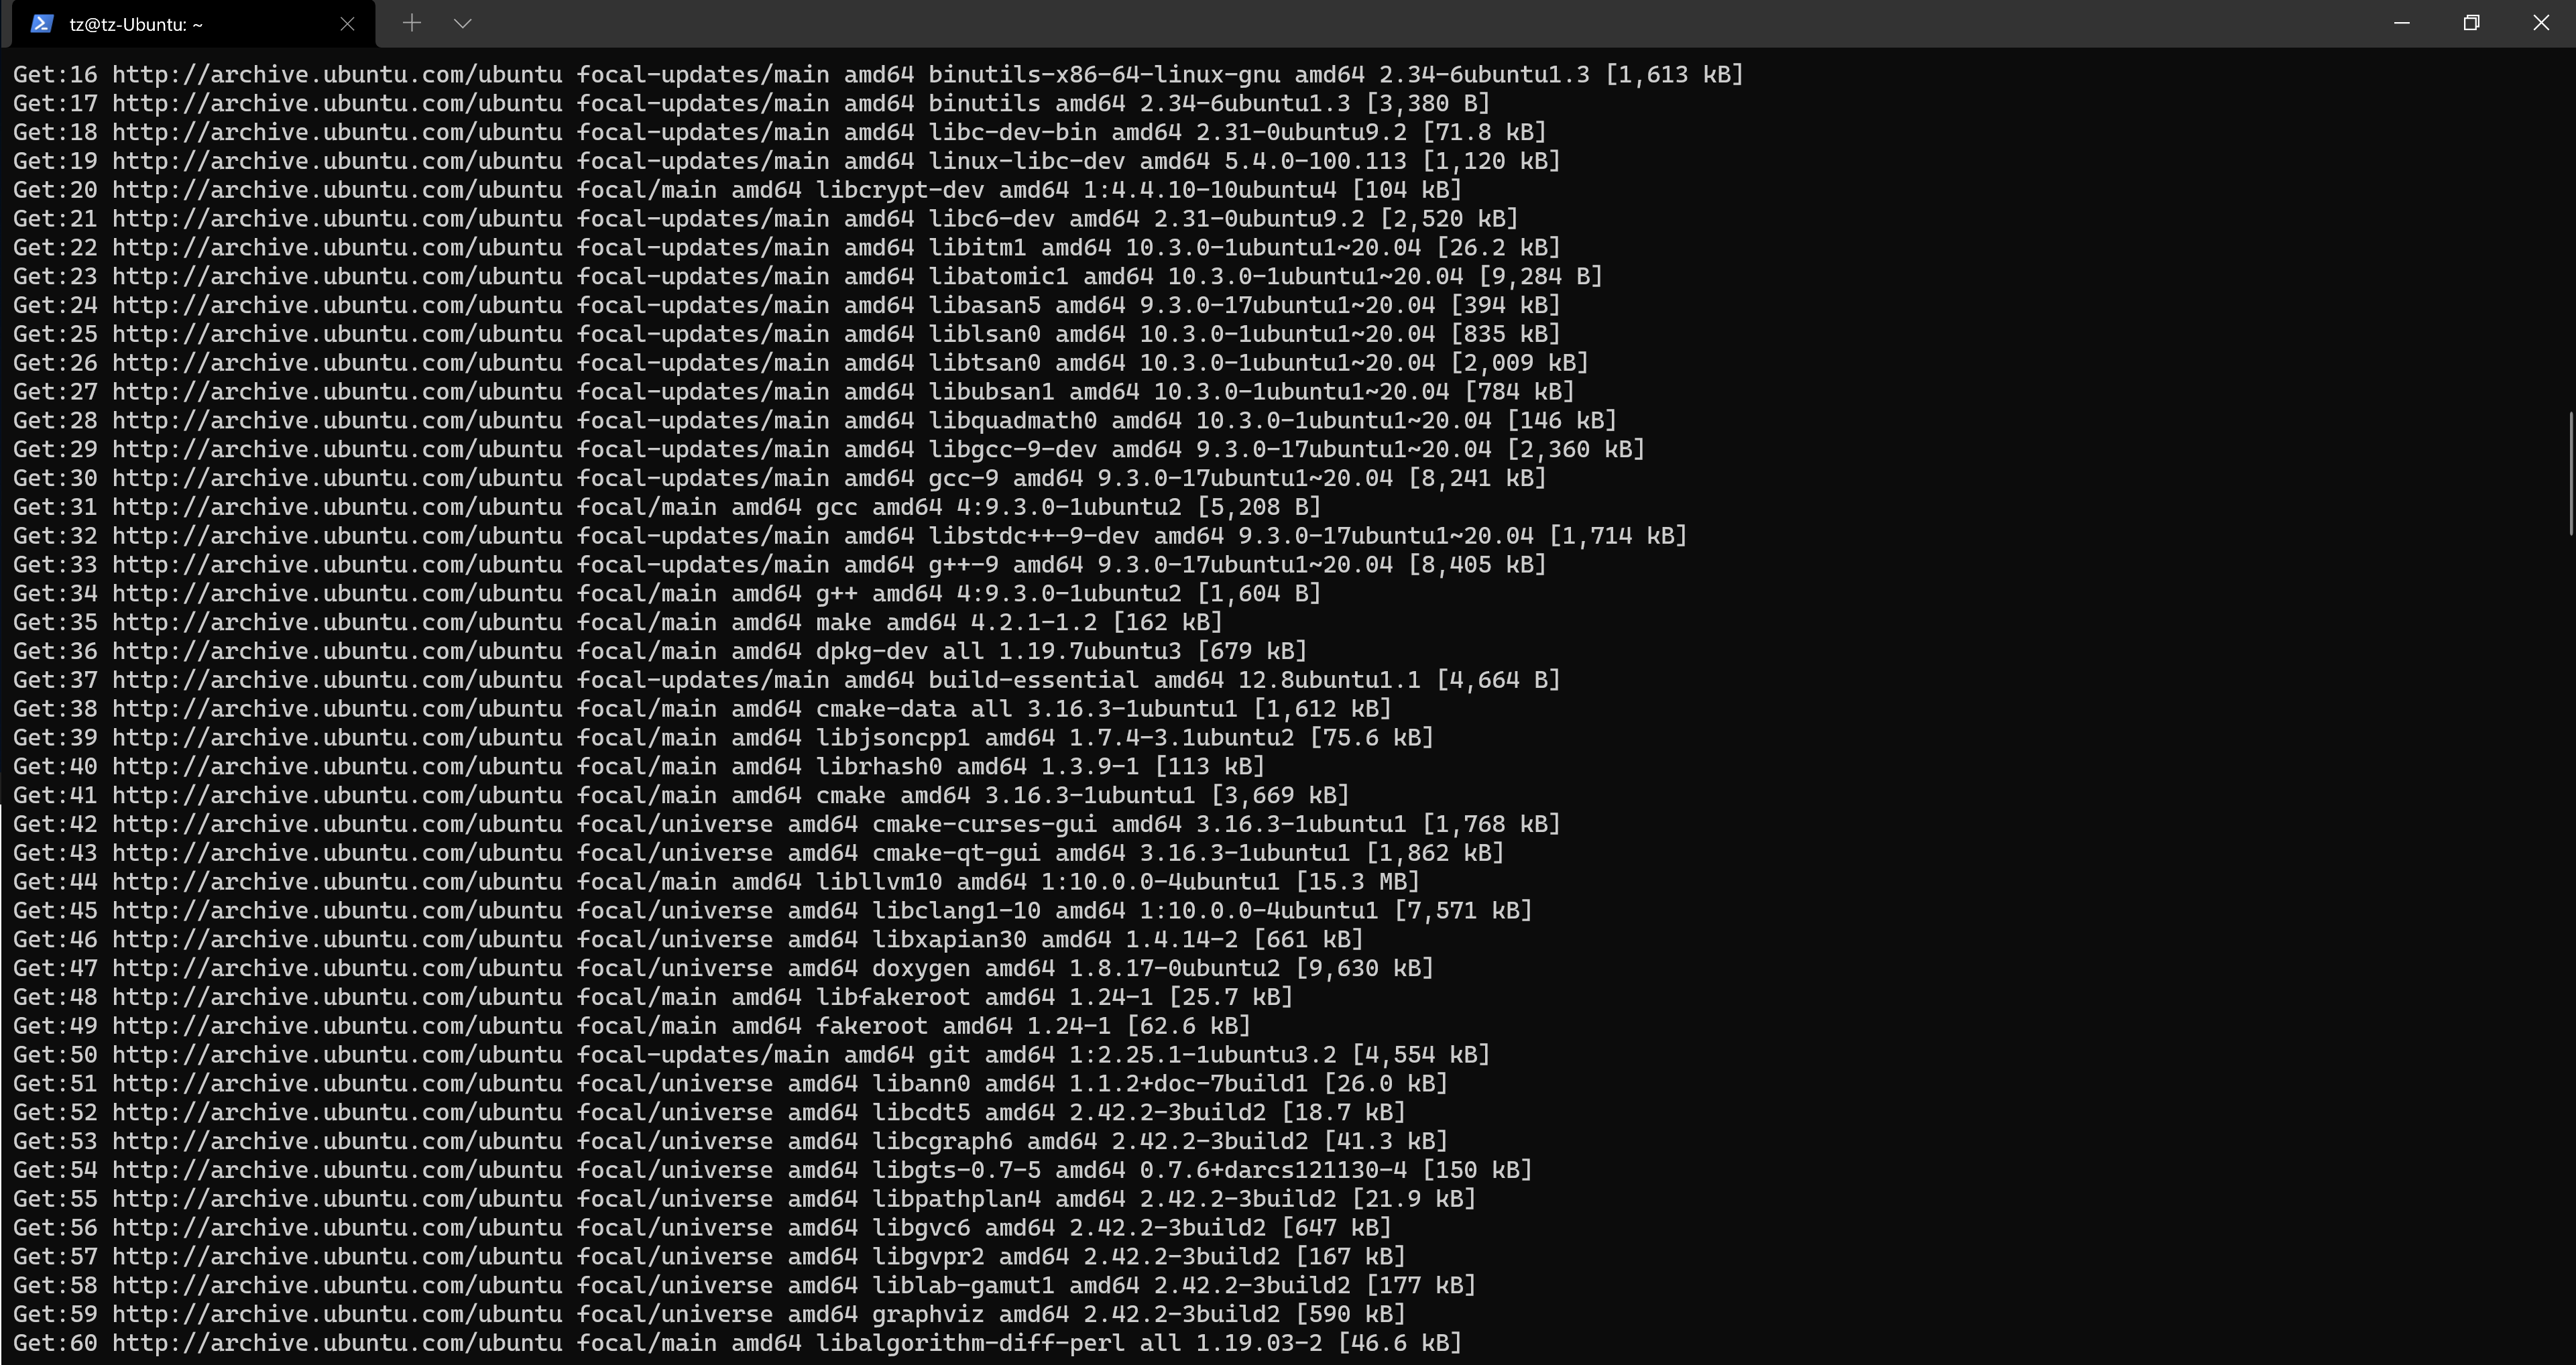 tz@tz-Ubuntu: ~
Get:16 http://archive.ubuntu.com/ubuntu focal-updates/main amd64 binutils-x86-64-linux-gnu amd64 2.34-6ubuntu1.3 [1,613 kB]
Get:17 http://archive.ubuntu.com/ubuntu focal-updates/main amd64 binutils amd64 2.34-6ubuntu1.3 [3,380 B]
Get:18 http://archive.ubuntu.com/ubuntu focal-updates/main amd64 libc-dev-bin amd64 2.31-0ubuntu9.2 [71.8 kB]
Get:19 http://archive.ubuntu.com/ubuntu focal-updates/main amd64 linux-libc-dev amd64 5.4.0-100.113 [1,120 kB]
Get:20 http://archive.ubuntu.com/ubuntu focal/main amd64 libcrypt-dev amd64 1:4.4.10-10ubuntu4 [104 kB]
Get:21 http://archive.ubuntu.com/ubuntu focal-updates/main amd64 libc6-dev amd64 2.31-0ubuntu9.2 [2,520 kB]
Get:22 http://archive.ubuntu.com/ubuntu focal-updates/main amd64 libitm1 amd64 10.3.0-1ubuntu1~20.04 [26.2 kB]
Get:23 http://archive.ubuntu.com/ubuntu focal-updates/main amd64 libatomic1 amd64 10.3.0-1ubuntu1~20.04 [9,284 B]
Get:24 http://archive.ubuntu.com/ubuntu focal-updates/main amd64 libasan5 amd64 9.3.0-17ubuntu1~20.04 [394 kB]
Get:25 http://archive.ubuntu.com/ubuntu focal-updates/main amd64 liblsan0 amd64 10.3.0-1ubuntu1~20.04 [835 kB]
Get:26 http://archive.ubuntu.com/ubuntu focal-updates/main amd64 libtsan0 amd64 10.3.0-1ubuntu1~20.04 [2,009 kB]
Get:27 http://archive.ubuntu.com/ubuntu focal-updates/main amd64 libubsan1 amd64 10.3.0-1ubuntu1~20.04 [784 kB]
Get:28 http://archive.ubuntu.com/ubuntu focal-updates/main amd64 libquadmath0 amd64 10.3.0-1ubuntu1~20.04 [146 kB]
Get:29 http://archive.ubuntu.com/ubuntu focal-updates/main amd64 libgcc-9-dev amd64 9.3.0-17ubuntu1~20.04 [2,360 kB]
Get:30 http://archive.ubuntu.com/ubuntu focal-updates/main amd64 gcc-9 amd64 9.3.0-17ubuntu1~20.04 [8,241 kB]
Get:31 http://archive.ubuntu.com/ubuntu focal/main amd64 gcc amd64 4:9.3.0-1ubuntu2 [5,208 B]
Get:32 http://archive.ubuntu.com/ubuntu focal-updates/main amd64 libstdc++-9-dev amd64 9.3.0-17ubuntu1~20.04 [1,714 kB]
Get:33 http://archive.ubuntu.com/ubuntu focal-updates/main amd64 g++-9 amd64 9.3.0-17ubuntu1~20.04 [8,405 kB]
Get:34 http://archive.ubuntu.com/ubuntu focal/main amd64 g++ amd64 4:9.3.0-1ubuntu2 [1,604 B]
Get:35 http://archive.ubuntu.com/ubuntu focal/main amd64 make amd64 4.2.1-1.2 [162 kB]
Get:36 http://archive.ubuntu.com/ubuntu focal/main amd64 dpkg-dev all 1.19.7ubuntu3 [679 kB]
Get:37 http://archive.ubuntu.com/ubuntu focal-updates/main amd64 build-essential amd64 12.8ubuntu1.1 [4,664 B]
Get:38 http://archive.ubuntu.com/ubuntu focal/main amd64 cmake-data all 3.16.3-1ubuntu1 [1,612 kB]
Get:39 http://archive.ubuntu.com/ubuntu focal/main amd64 libjsoncpp1 amd64 1.7.4-3.1ubuntu2 [75.6 kB]
Get:40 http://archive.ubuntu.com/ubuntu focal/main amd64 librhash0 amd64 1.3.9-1 [113 kB]
Get:41 http://archive.ubuntu.com/ubuntu focal/main amd64 cmake amd64 3.16.3-1ubuntu1 [3,669 kB]
Get:42 http://archive.ubuntu.com/ubuntu focal/universe amd64 cmake-curses-gui amd64 3.16.3-1ubuntu1 [1,768 kB]
Get:43 http://archive.ubuntu.com/ubuntu focal/universe amd64 cmake-qt-gui amd64 3.16.3-1ubuntu1 [1,862 kB]
Get:44 http://archive.ubuntu.com/ubuntu focal/main amd64 libllvm10 amd64 1:10.0.0-4ubuntu1 [15.3 MB]
Get:45 http://archive.ubuntu.com/ubuntu focal/universe amd64 libclang1-10 amd64 1:10.0.0-4ubuntu1 [7,571 kB]
Get:46 http://archive.ubuntu.com/ubuntu focal/universe amd64 libxapian30 amd64 1.4.14-2 [661 kB]
Get:47 http://archive.ubuntu.com/ubuntu focal/universe amd64 doxygen amd64 1.8.17-0ubuntu2 [9,630 kB]
Get:48 http://archive.ubuntu.com/ubuntu focal/main amd64 libfakeroot amd64 1.24-1 [25.7 kB]
Get:49 http://archive.ubuntu.com/ubuntu focal/main amd64 fakeroot amd64 1.24-1 [62.6 kB]
Get:50 http://archive.ubuntu.com/ubuntu focal-updates/main amd64 git amd64 1:2.25.1-1ubuntu3.2 [4,554 kB]
Get:51 http://archive.ubuntu.com/ubuntu focal/universe amd64 libann0 amd64 1.1.2+doc-7build1 [26.0 kB]
Get:52 http://archive.ubuntu.com/ubuntu focal/universe amd64 libcdt5 amd64 2.42.2-3build2 [18.7 kB]
Get:53 http://archive.ubuntu.com/ubuntu focal/universe amd64 libcgraph6 amd64 2.42.2-3build2 [41.3 kB]
Get:54 http://archive.ubuntu.com/ubuntu focal/universe amd64 libgts-0.7-5 amd64 0.7.6+darcs121130-4 [150 kB]
Get:55 http://archive.ubuntu.com/ubuntu focal/universe amd64 libpathplan4 amd64 2.42.2-3build2 [21.9 kB]
Get:56 http://archive.ubuntu.com/ubuntu focal/universe amd64 libgvc6 amd64 2.42.2-3build2 [647 kB]
Get:57 http://archive.ubuntu.com/ubuntu focal/universe amd64 libgvpr2 amd64 2.42.2-3build2 [167 kB]
Get:58 http://archive.ubuntu.com/ubuntu focal/universe amd64 liblab-gamut1 amd64 2.42.2-3build2 [177 kB]
Get:59 http://archive.ubuntu.com/ubuntu focal/universe amd64 graphviz amd64 2.42.2-3build2 [590 kB]
Get:60 http://archive.ubuntu.com/ubuntu focal/main amd64 libalgorithm-diff-perl all 1.19.03-2 [46.6 kB]